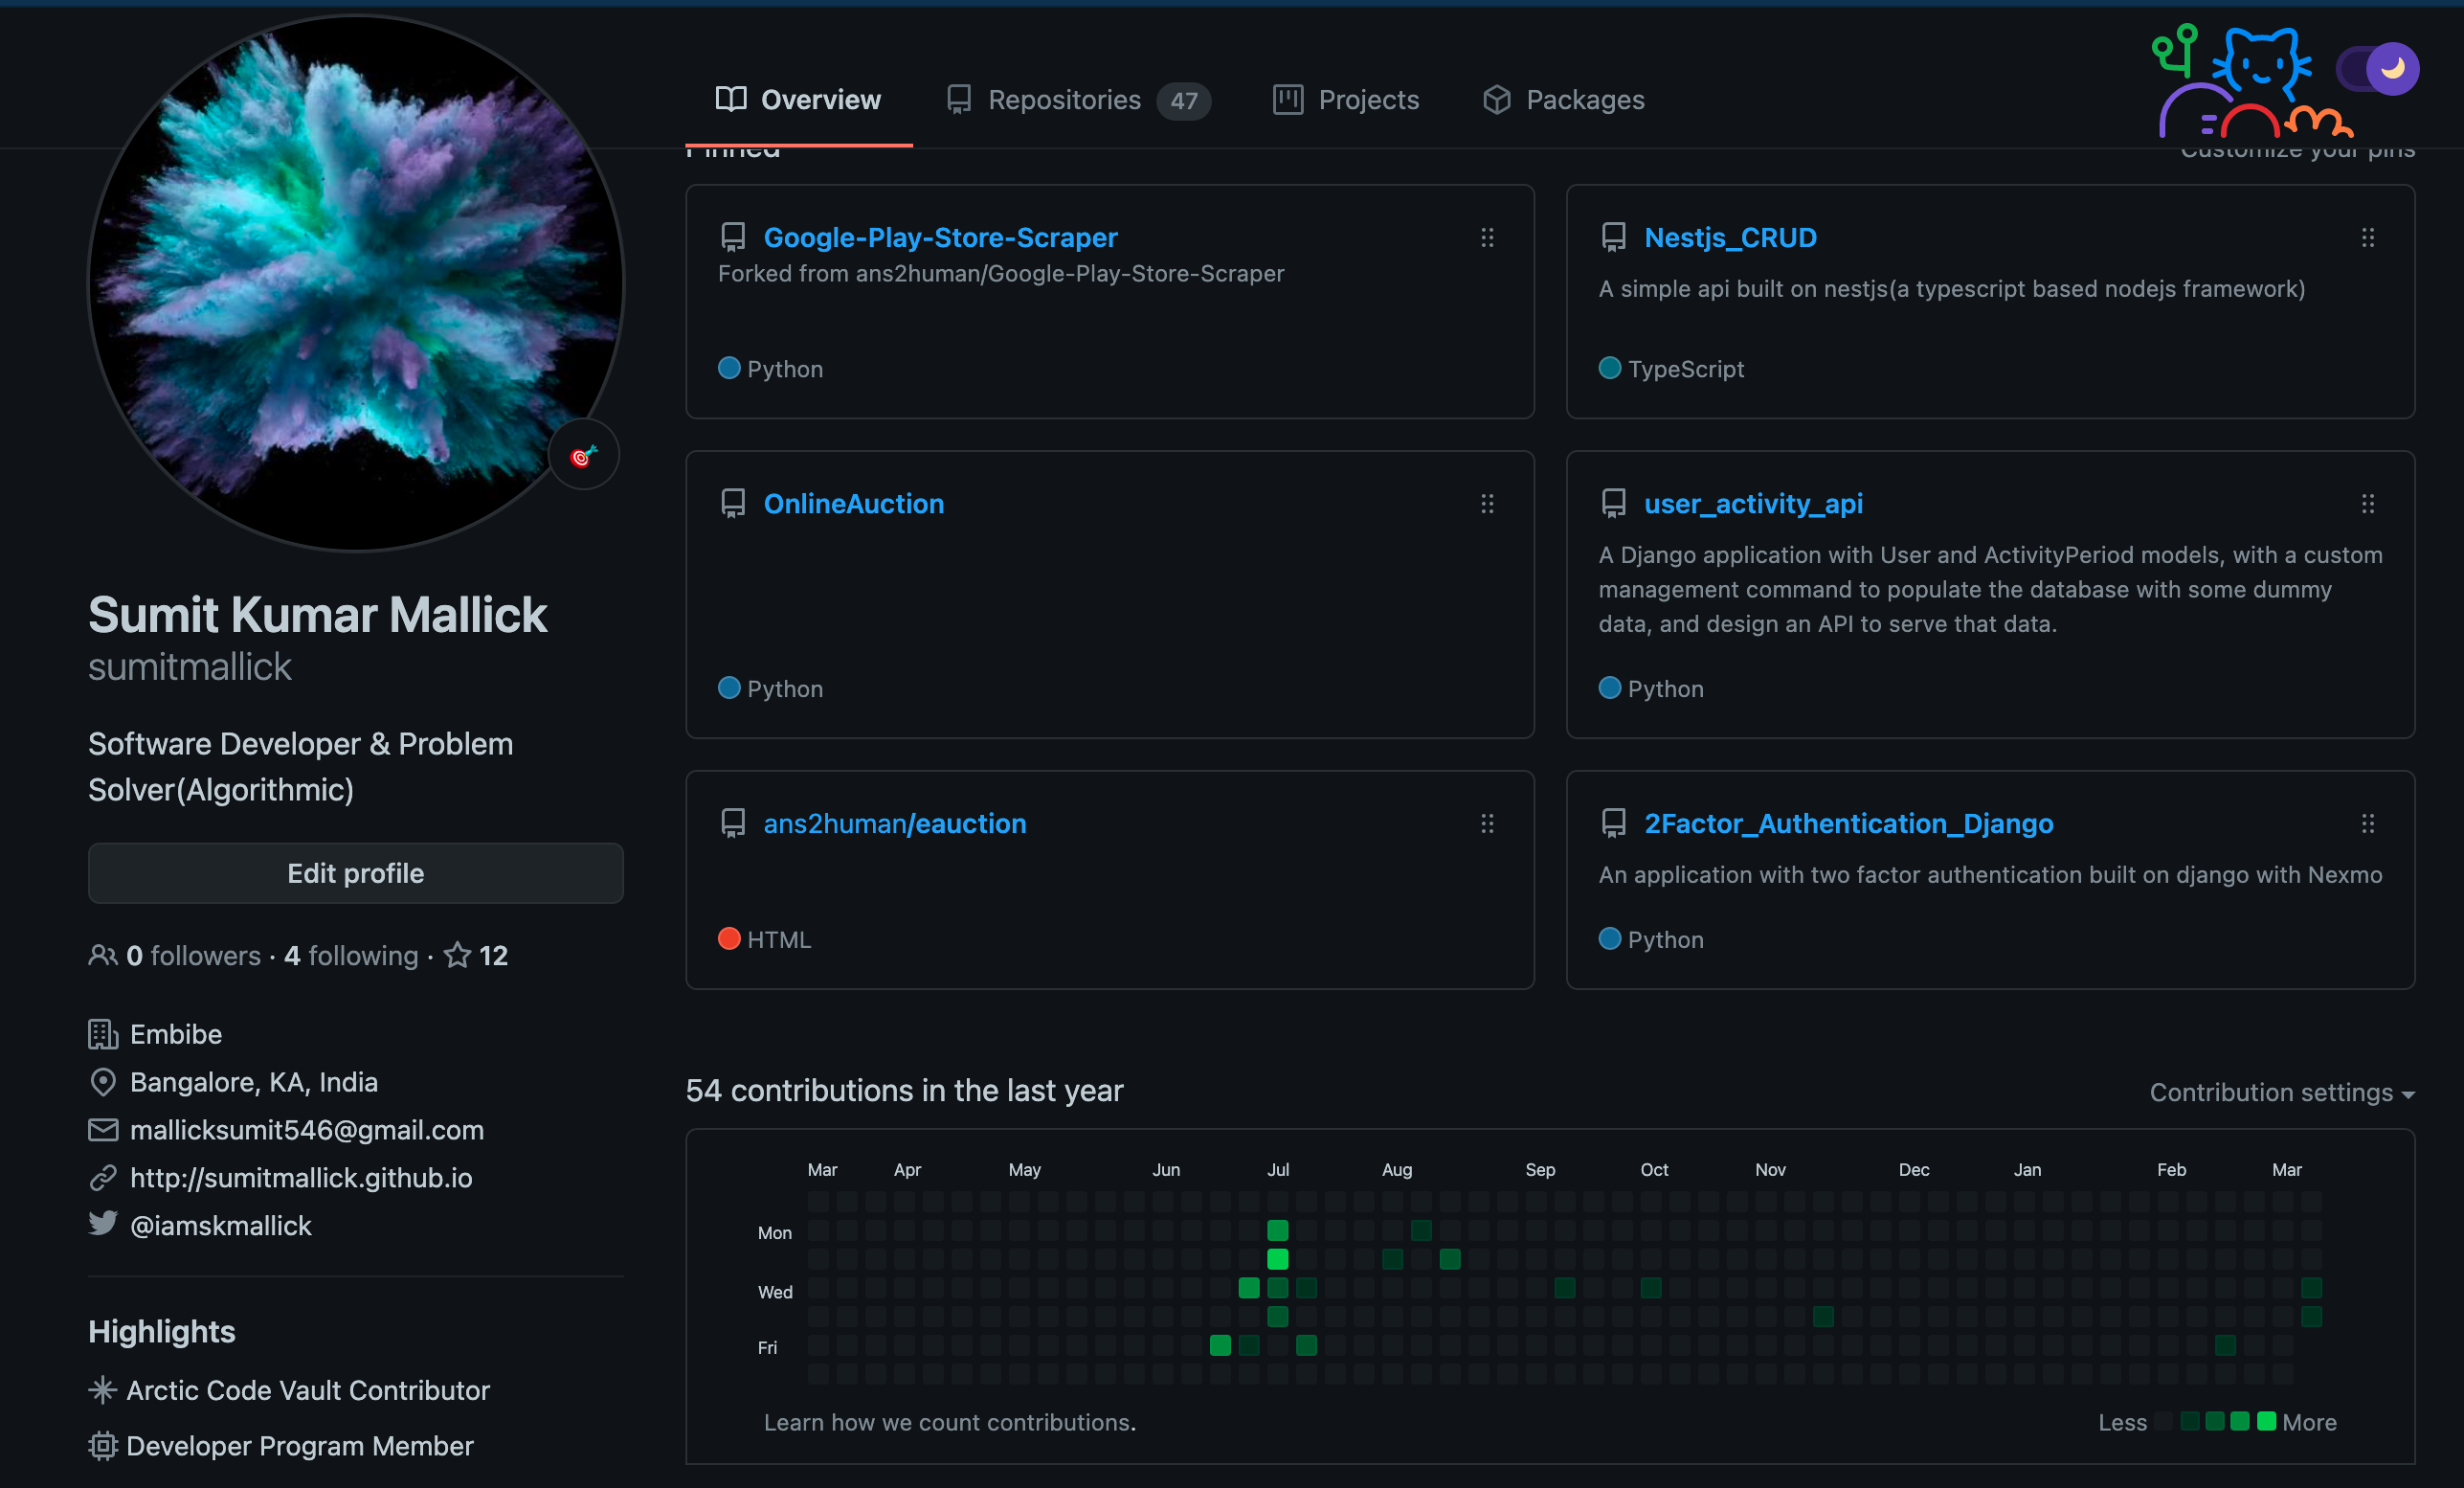 Overview
Repositories 47
Projects
Packages
Pinned
Customize your pins
Sumit Kumar Mallick
sumitmallick
Software Developer & Problem
Solver(Algorithmic)
Edit profile
0 followers · 4 following · 12
Embibe
Bangalore, KA, India
mallicksumit546@gmail.com
http://sumitmallick.github.io
@iamskmallick
Highlights
Arctic Code Vault Contributor
Developer Program Member
Google-Play-Store-Scraper
Forked from ans2human/Google-Play-Store-Scraper
Python
Nestjs_CRUD
A simple api built on nestjs(a typescript based nodejs framework)
TypeScript
OnlineAuction
Python
user_activity_api
A Django application with User and ActivityPeriod models, with a custom
management command to populate the database with some dummy
data, and design an API to serve that data.
Python
ans2human/eauction
HTML
2Factor_Authentication_Django
An application with two factor authentication built on django with Nexmo
Python
54 contributions in the last year
Contribution settings
Mar Apr May Jun Jul Aug Sep Oct Nov Dec Jan Feb Mar
Mon
Wed
Fri
Learn how we count contributions.
Less More